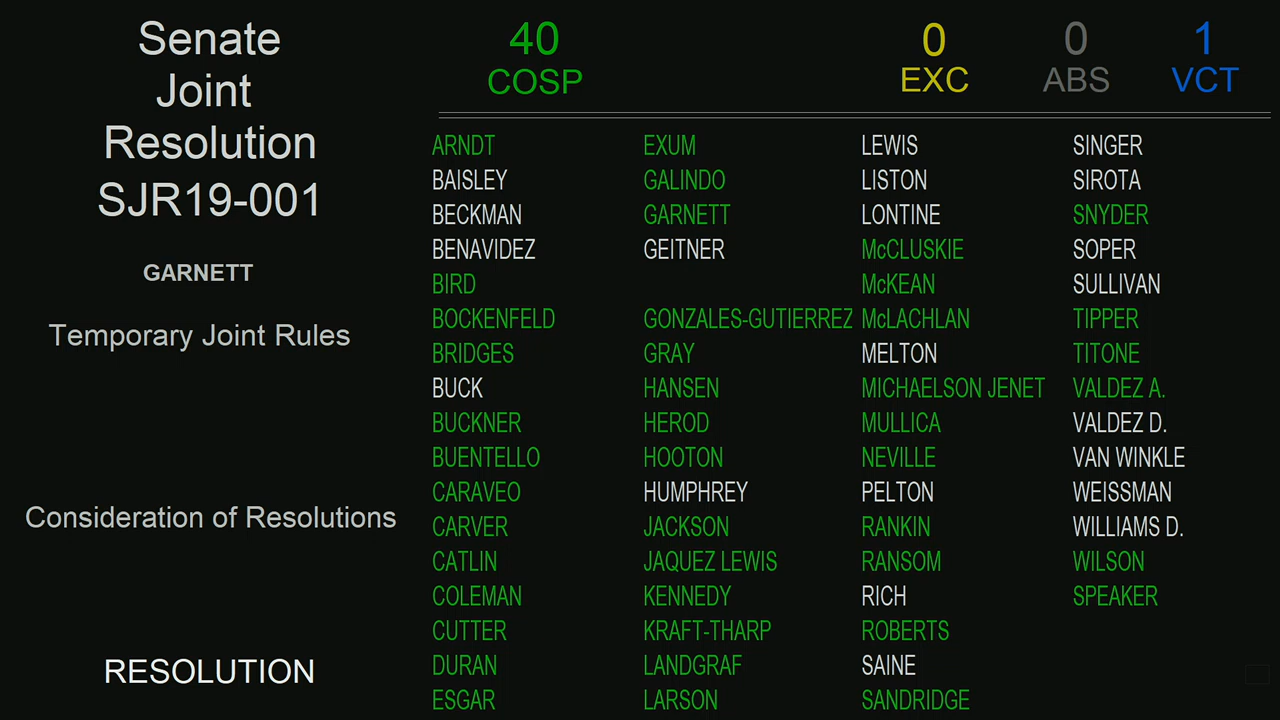 Senate
Joint
Resolution
SJR19-001
GARNETT
Temporary Joint Rules
Consideration of Resolutions
RESOLUTION
40
COSP
0
EXC
0
ABS
1
VCT
ARNDT
BAISLEY
BECKMAN
BENAVIDEZ
BIRD
BOCKENFELD
BRIDGES
BUCK
BUCKNER
BUENTELLO
CARAVEO
CARVER
CATLIN
COLEMAN
CUTTER
DURAN
ESGAR
EXUM
GALINDO
GARNETT
GEITNER
GONZALES-GUTIERREZ
GRAY
HANSEN
HEROD
HOOTON
HUMPHREY
JACKSON
JAQUEZ LEWIS
KENNEDY
KRAFT-THARP
LANDGRAF
LARSON
LEWIS
LISTON
LONTINE
McCLUSKIE
McKEAN
McLACHLAN
MELTON
MICHAELSON JENET
MULLICA
NEVILLE
PELTON
RANKIN
RANSOM
RICH
ROBERTS
SAINE
SANDRIDGE
SINGER
SIROTA
SNYDER
SOPER
SULLIVAN
TIPPER
TITONE
VALDEZ A.
VALDEZ D.
VAN WINKLE
WEISSMAN
WILLIAMS D.
WILSON
SPEAKER